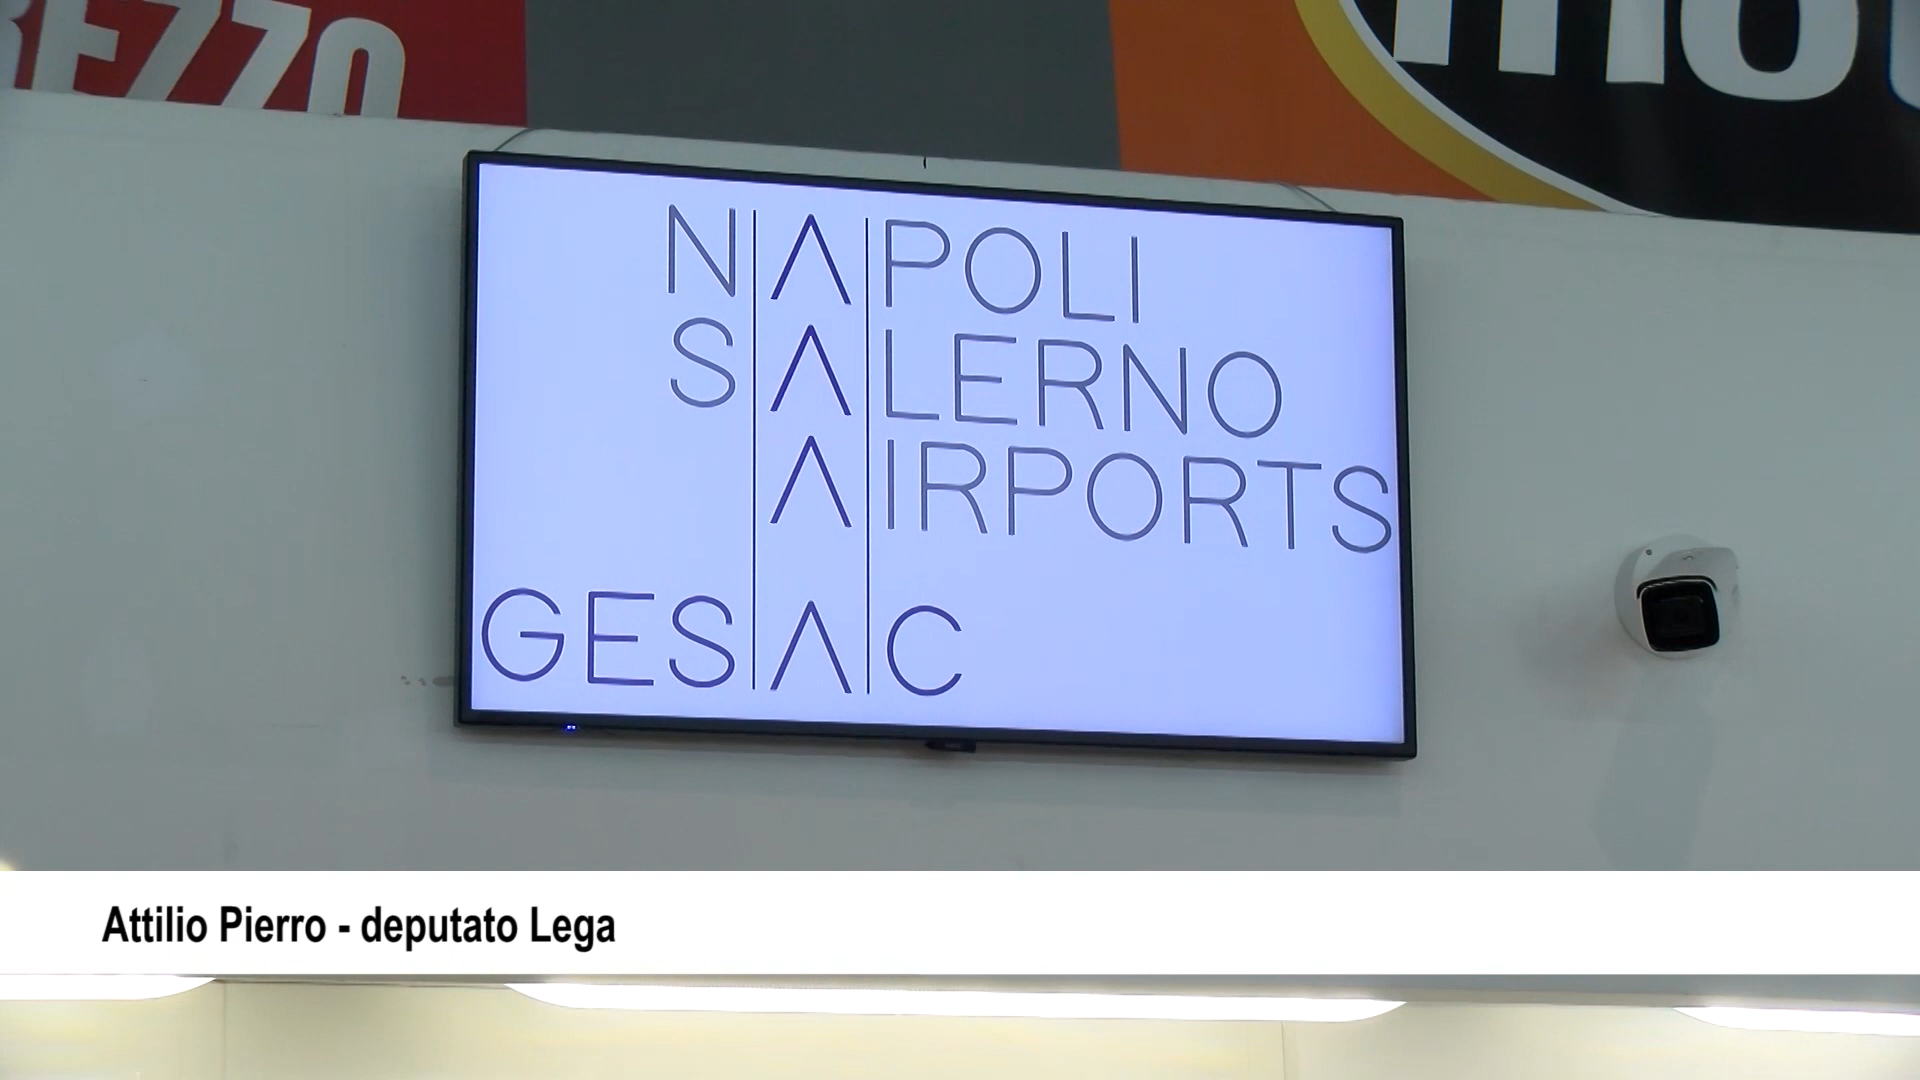 NAPOLI
SALERNO
AIRPORTS
GESAC
Attilio Pierro - deputato Lega